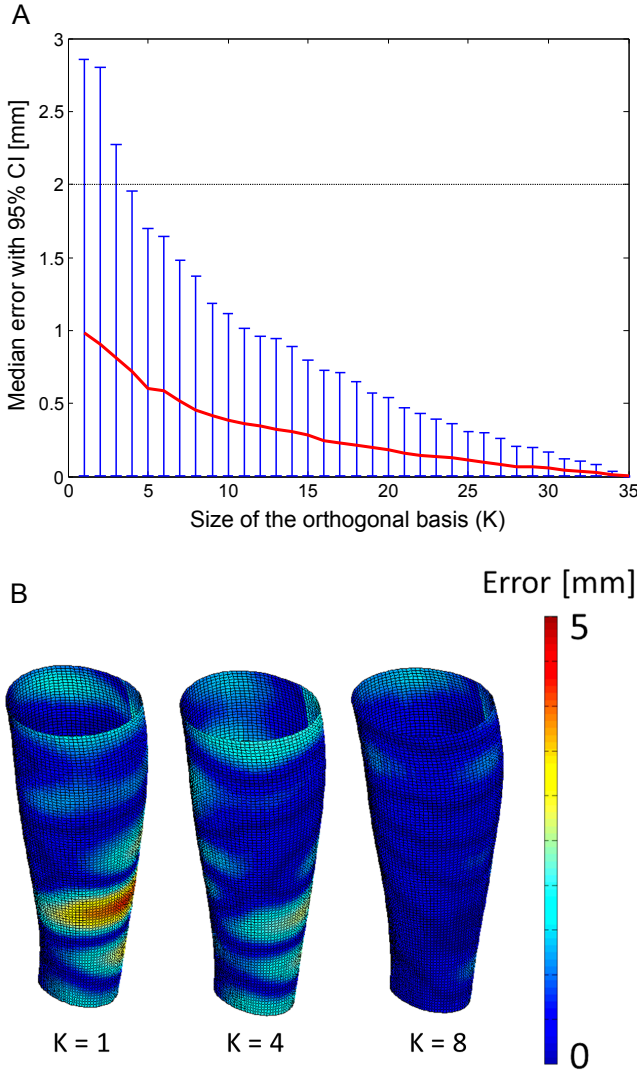 A
Median error with 95% CI [mm]
3
2.5
2
1.5
1
0.5
0
0 5 10 15 20 25 30 35
Size of the orthogonal basis (K)
B
Error [mm]
5
0
K = 1 K = 4 K = 8